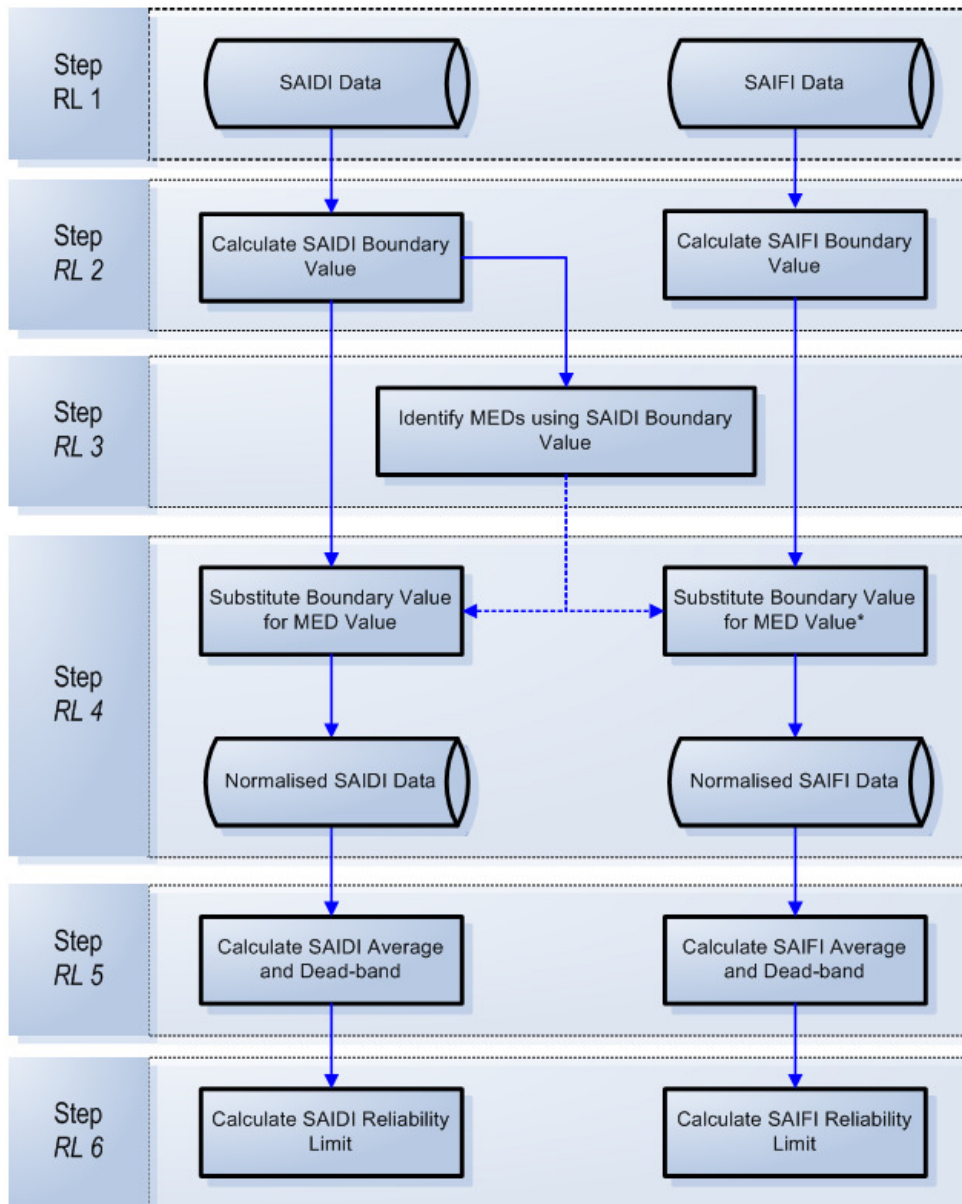 Step
RL 1
SAIDI Data
SAIFI Data
Step
RL 2
Calculate SAIDI Boundary
Value
Calculate SAIFI Boundary
Value
Step
RL 3
Identify MEDs using SAIDI Boundary
Value
Step
RL 4
Substitute Boundary Value
for MED Value
Substitute Boundary Value
for MED Value*
Normalised SAIDI Data
Normalised SAIFI Data
Step
RL 5
Calculate SAIDI Average
and Dead-band
Calculate SAIFI Average
and Dead-band
Step
RL 6
Calculate SAIDI Reliability
Limit
Calculate SAIFI Reliability
Limit